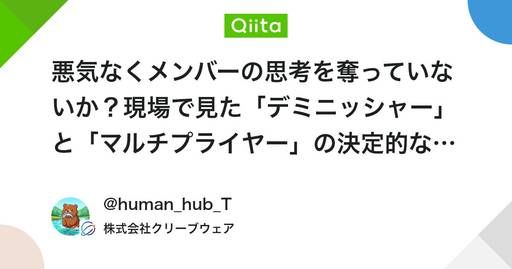 Qiita
悪気なくメンバーの思考を奪っていな
いか？現場で見た「デミニッシャー」
と「マルチプライヤー」の決定的な…
@human_hub_T
株式会社クリーブウェア